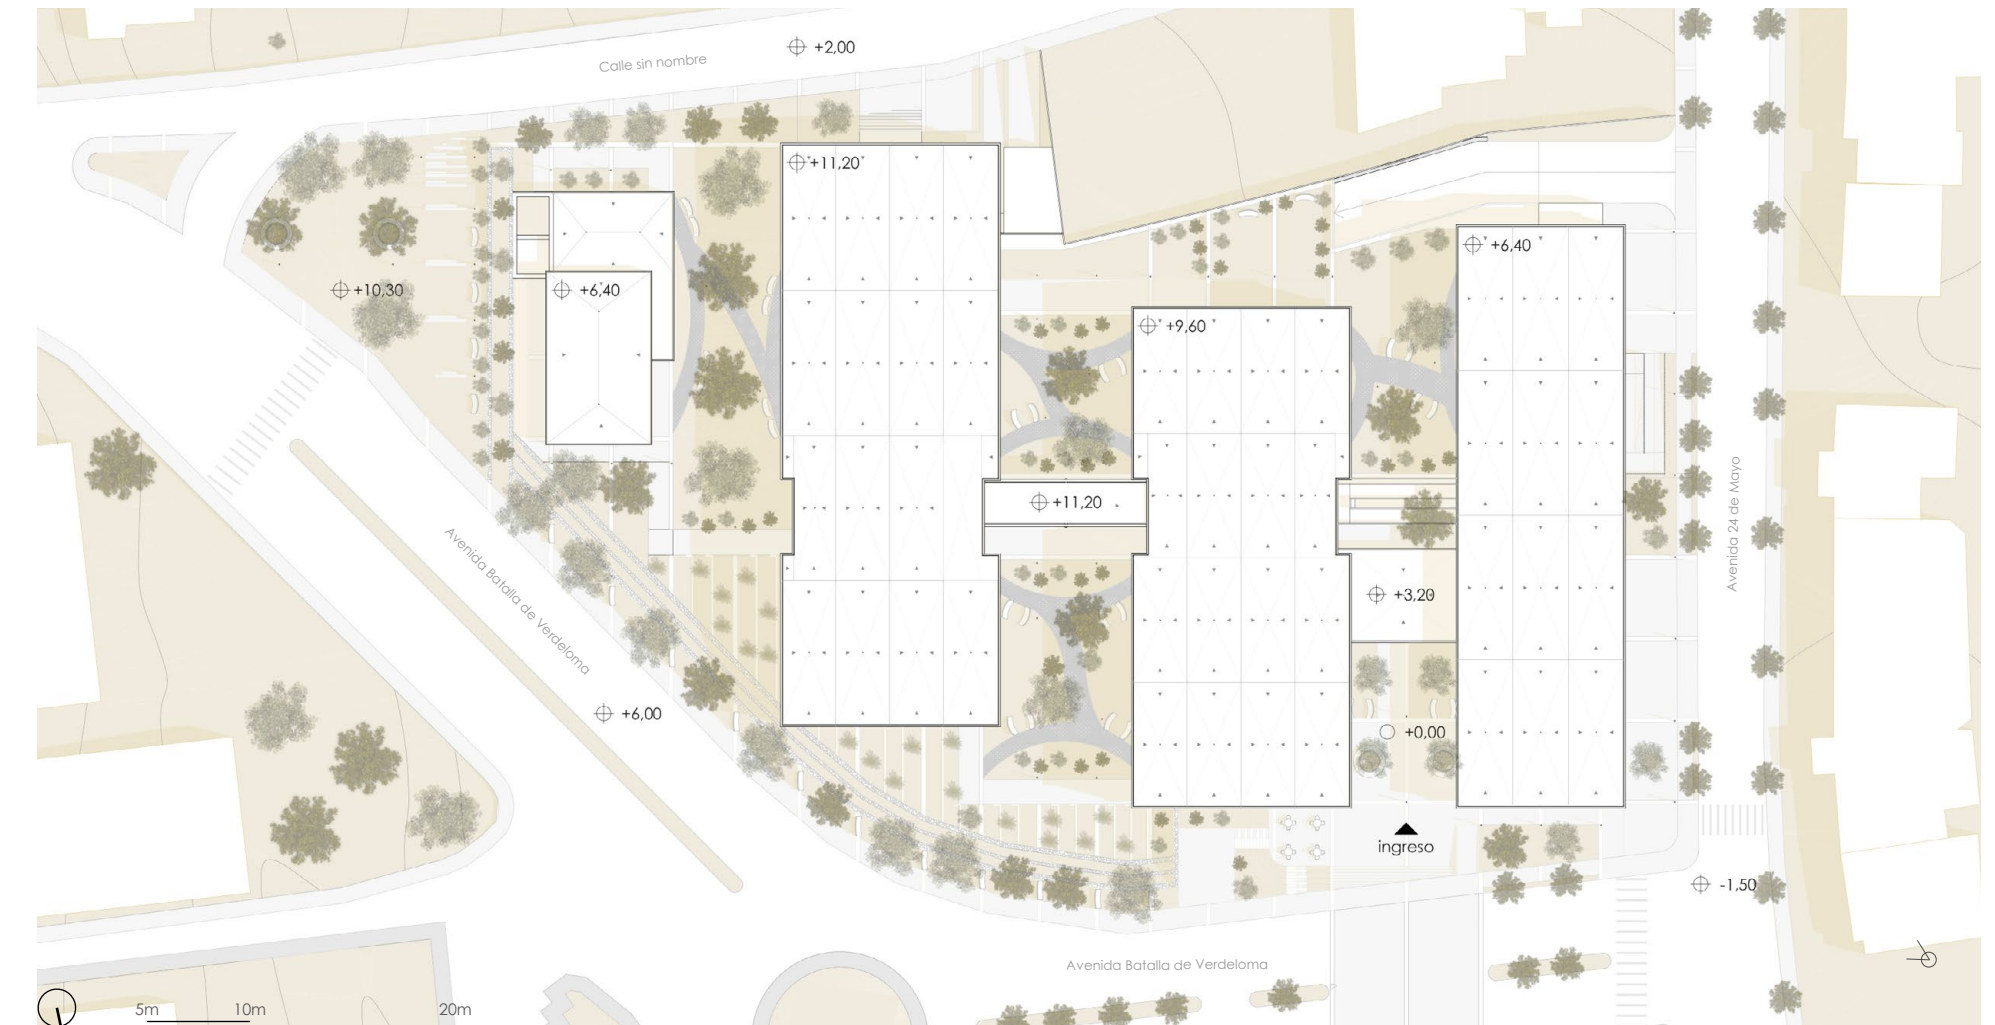 +2,00
Calle sin nombre
+11,20
+6,40
+10,30
+6,40
+9,60
+11,20
Avenida 24 de Mayo
Avenida Batalla de Verdeloma
+3,20
+6,00
+0,00
ingreso
-1,50
Avenida Batalla de Verdeloma
5m
10m
20m